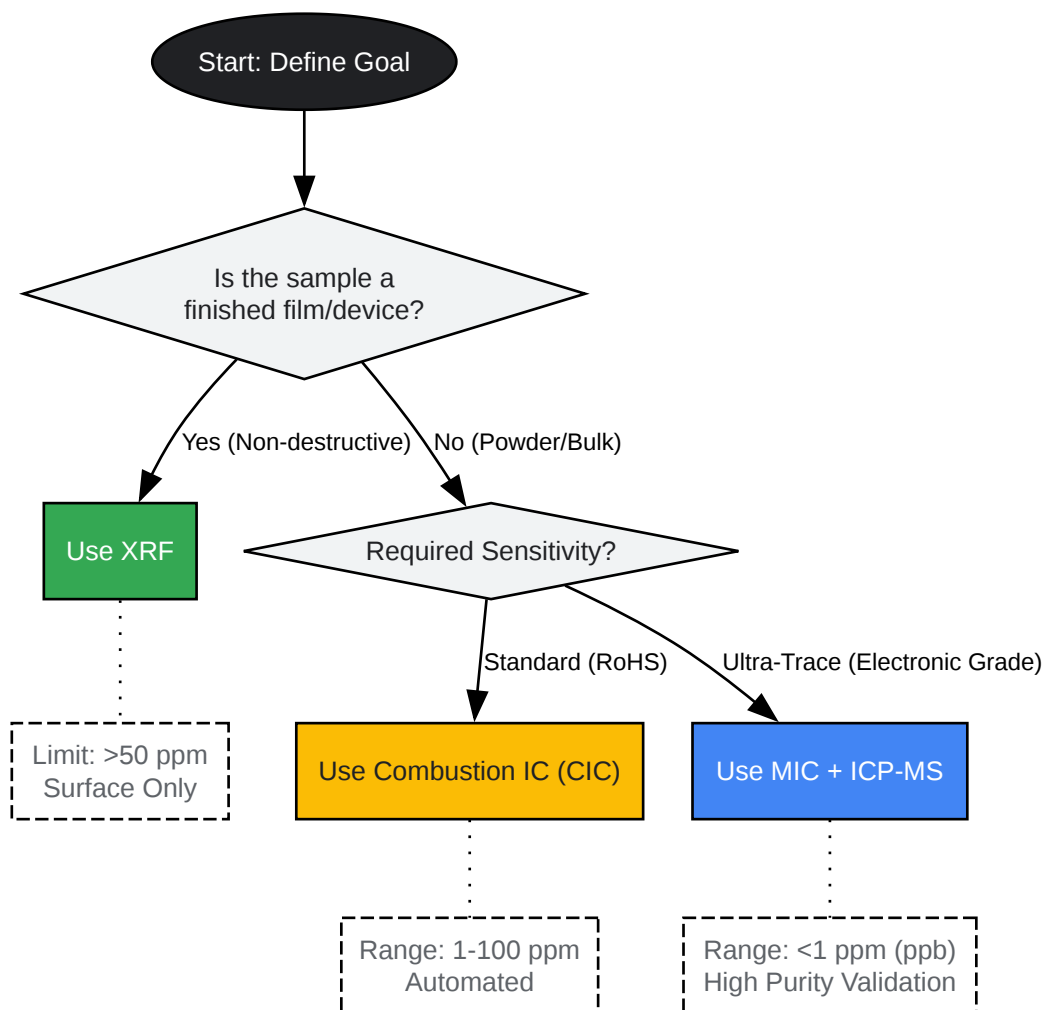 Start: Define Goal
Is the sample a
finished film/device?
Yes (Non-destructive)
No (Powder/Bulk)
Use XRF
Required Sensitivity?
Standard (RoHS)
Ultra-Trace (Electronic Grade)
Limit: >50 ppm
Surface Only
Use Combustion IC (CIC)
Use MIC + ICP-MS
Range: 1-100 ppm
Automated
Range: <1 ppm (ppb)
High Purity Validation